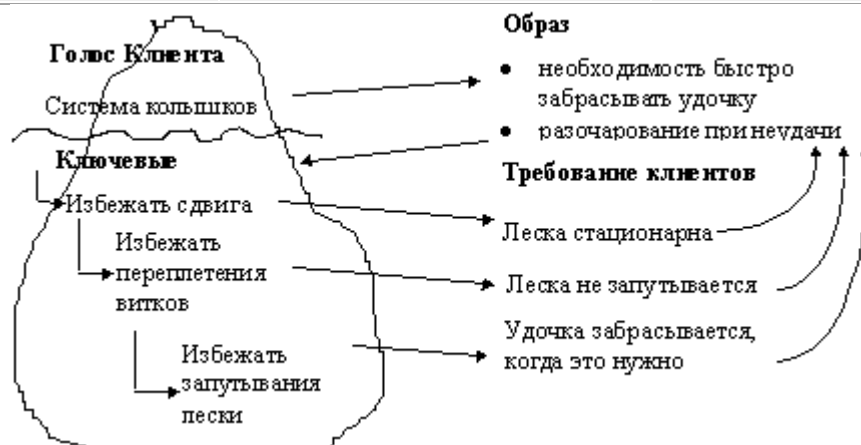 Голос Клиента
Система колышков
Ключевые
Избежать сдвига
Избежать
переплетения
витков
Избежать
запутывания
лески
Образ
• необходимость быстро
забрасывать удочку
• разочарование при неудачи
Требование клиентов
Леска стационарна
Леска не запутывается
Удочка забрасывается,
когда это нужно